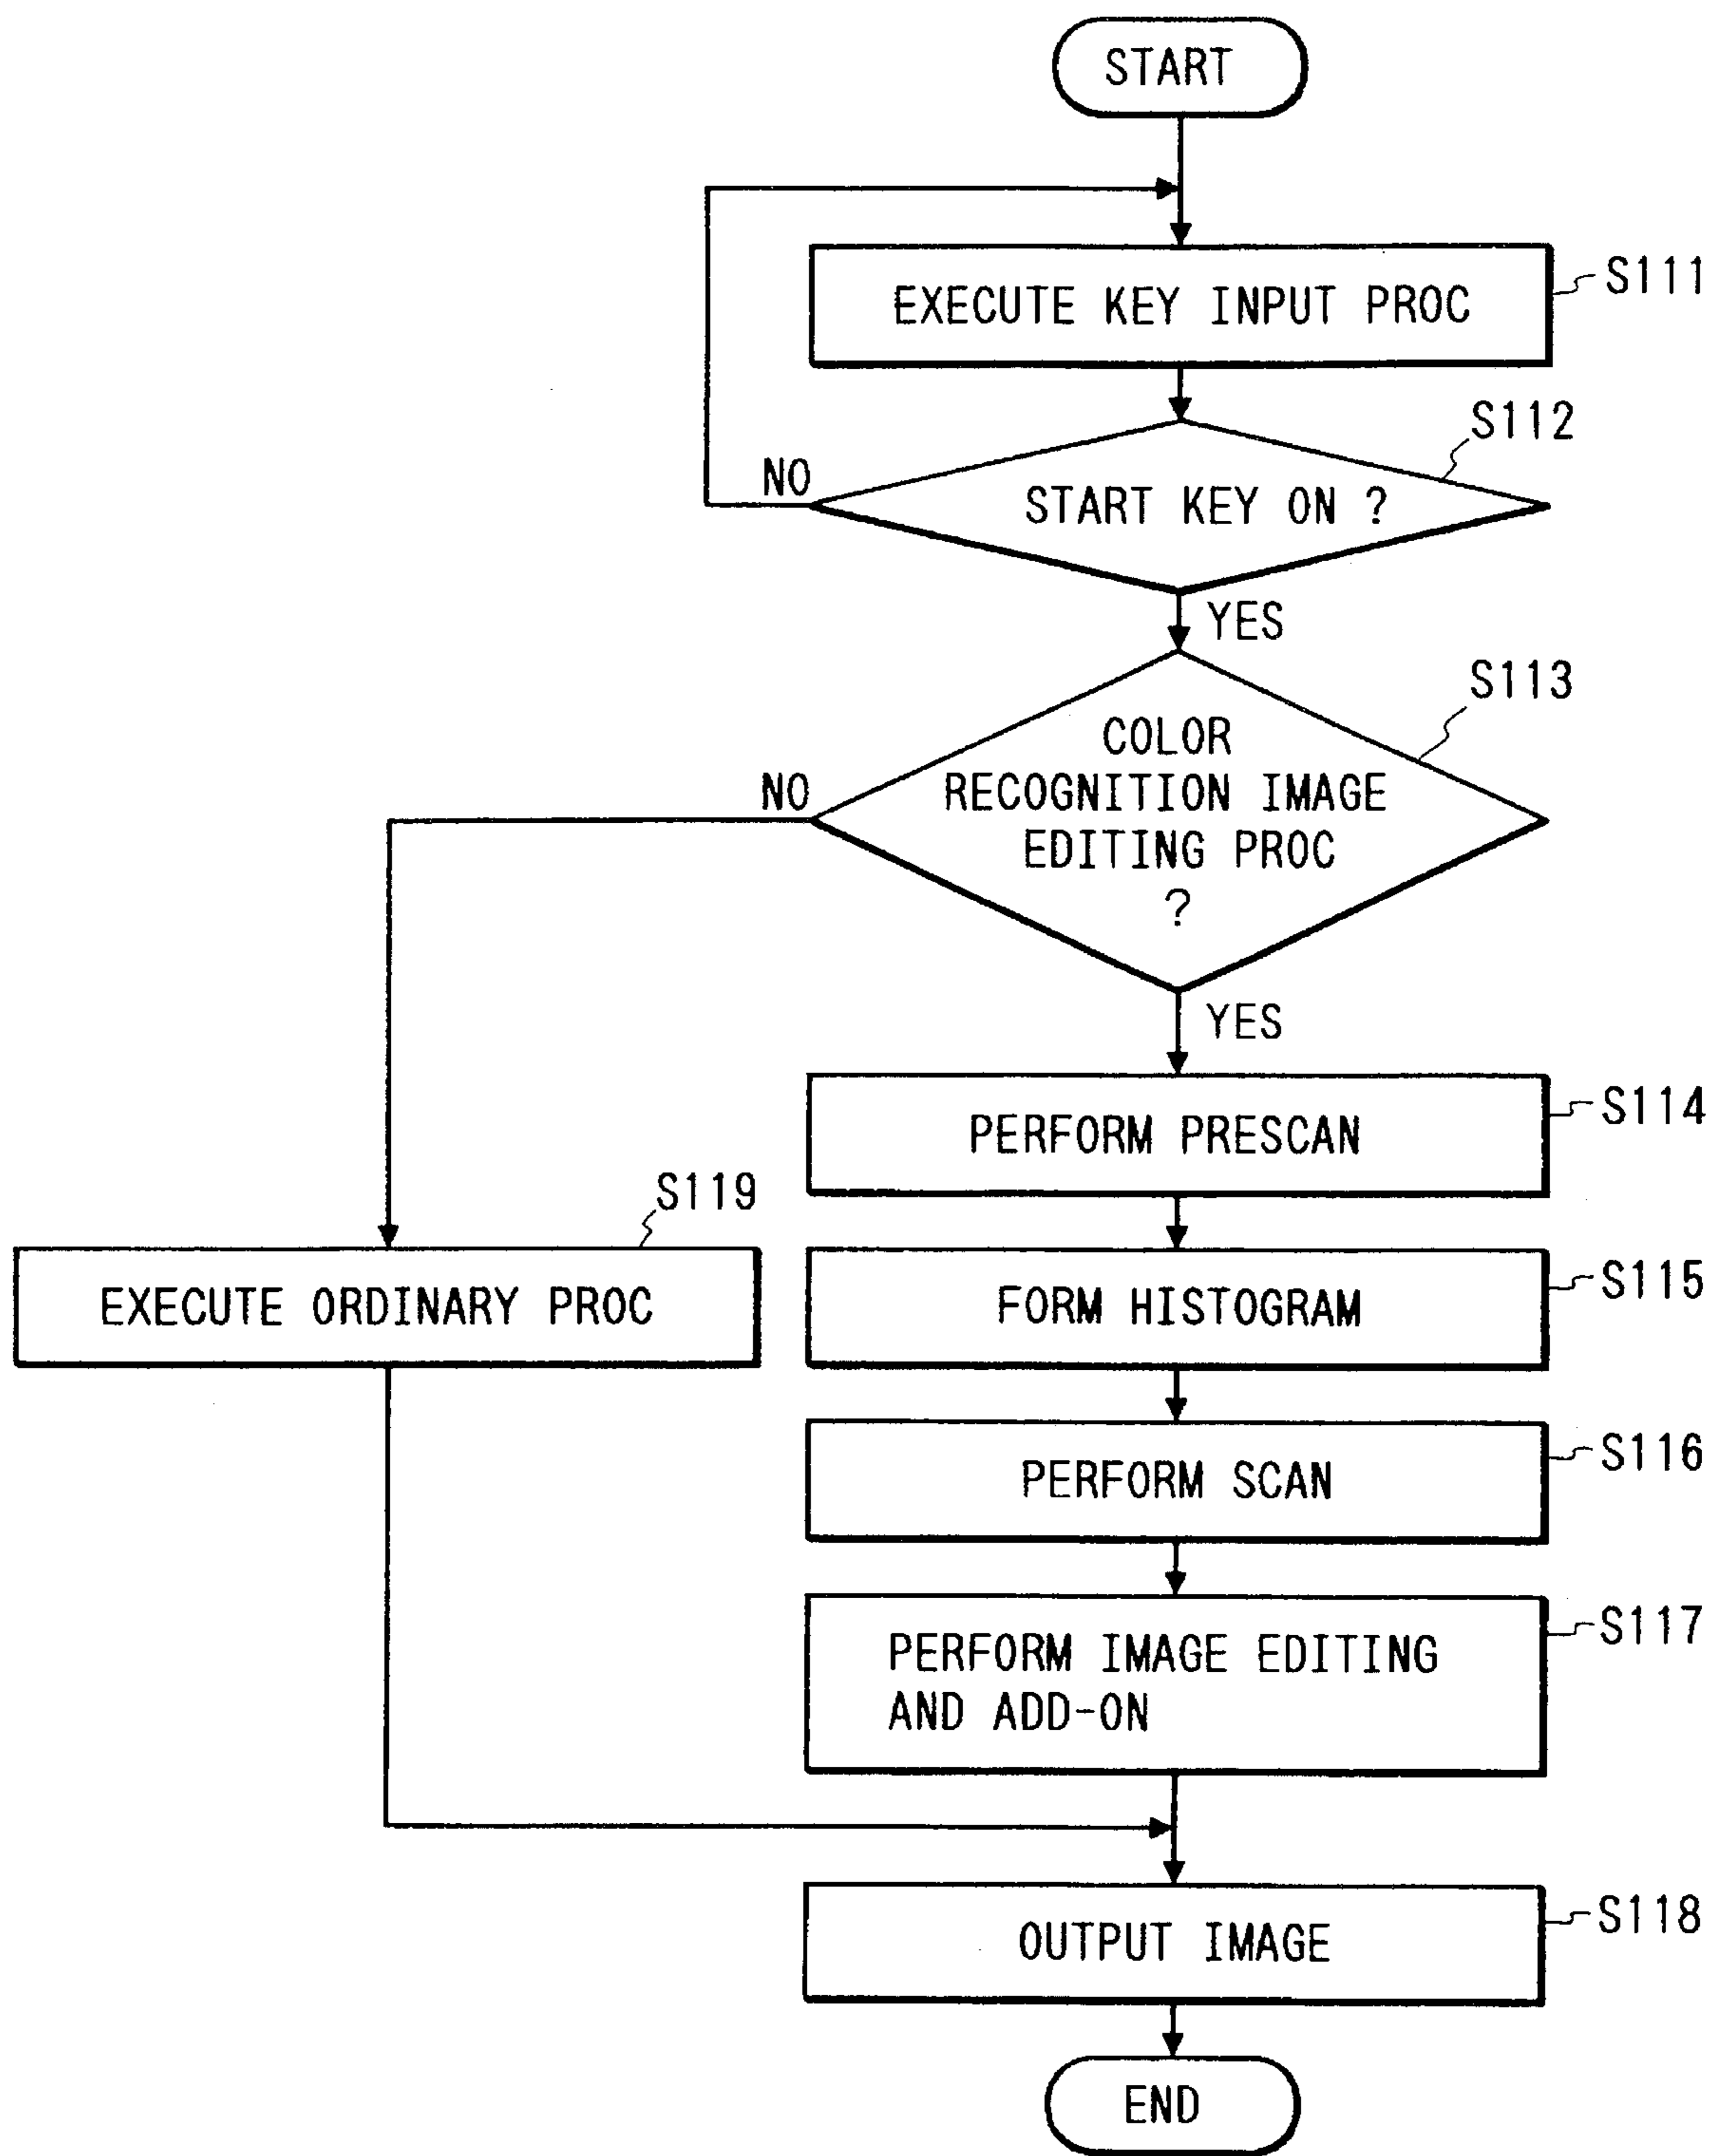 START
EXECUTE KEY INPUT PROC
S111
S112
NO
START KEY ON ?
YES
S113
COLOR
RECOGNITION IMAGE
EDITING PROC
?
NO
YES
S114
PERFORM PRESCAN
S119
EXECUTE ORDINARY PROC
S115
FORM HISTOGRAM
S116
PERFORM SCAN
S117
PERFORM IMAGE EDITING
AND ADD-ON
S118
OUTPUT IMAGE
END